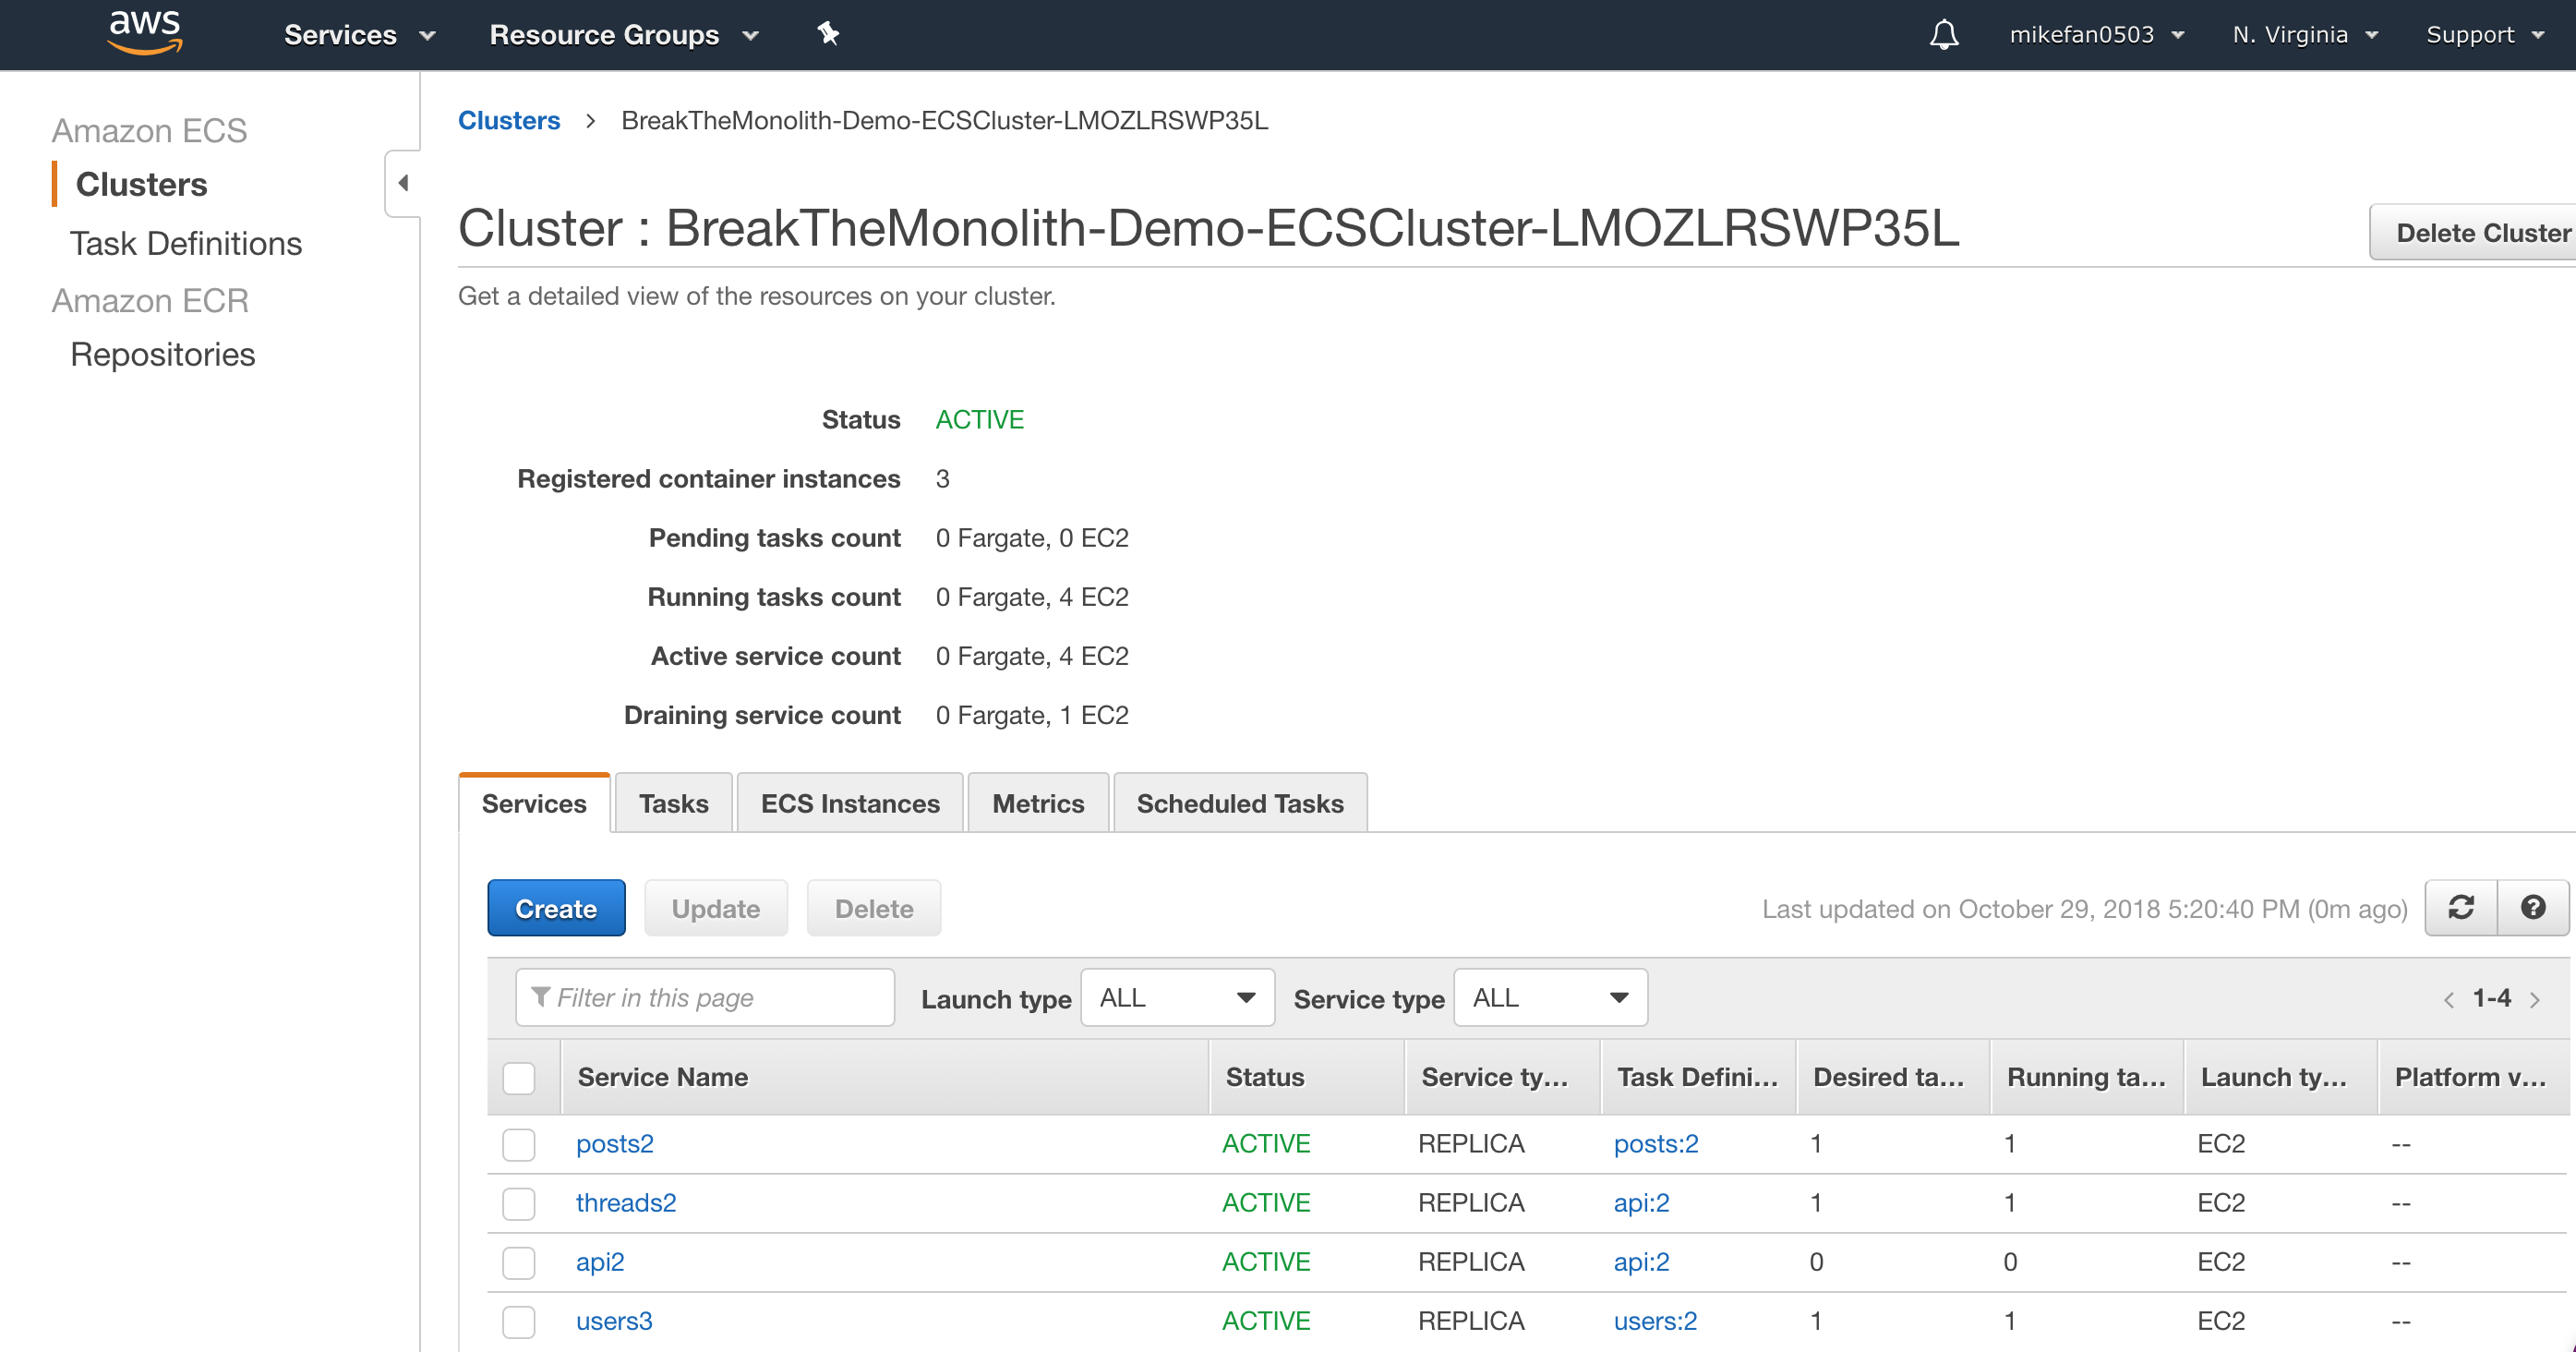 aws Services Resource Groups mikefan0503 N. Virginia Support
Amazon ECS
Clusters
Task Definitions
Amazon ECR
Repositories
Clusters > BreakTheMonolith-Demo-ECSCluster-LMOZLRSWP35L
Cluster : BreakTheMonolith-Demo-ECSCluster-LMOZLRSWP35L Delete Cluster
Get a detailed view of the resources on your cluster.
Status ACTIVE
Registered container instances 3
Pending tasks count 0 Fargate, 0 EC2
Running tasks count 0 Fargate, 4 EC2
Active service count 0 Fargate, 4 EC2
Draining service count 0 Fargate, 1 EC2
Services Tasks ECS Instances Metrics Scheduled Tasks
Create Update Delete Last updated on October 29, 2018 5:20:40 PM (0m ago)
Filter in this page Launch type ALL Service type ALL < 1-4 >
Service Name Status Service ty... Task Defini... Desired ta... Running ta... Launch ty... Platform v...
posts2 ACTIVE REPLICA posts:2 1 1 EC2 --
threads2 ACTIVE REPLICA api:2 1 1 EC2 --
api2 ACTIVE REPLICA api:2 0 0 EC2 --
users3 ACTIVE REPLICA users:2 1 1 EC2 --